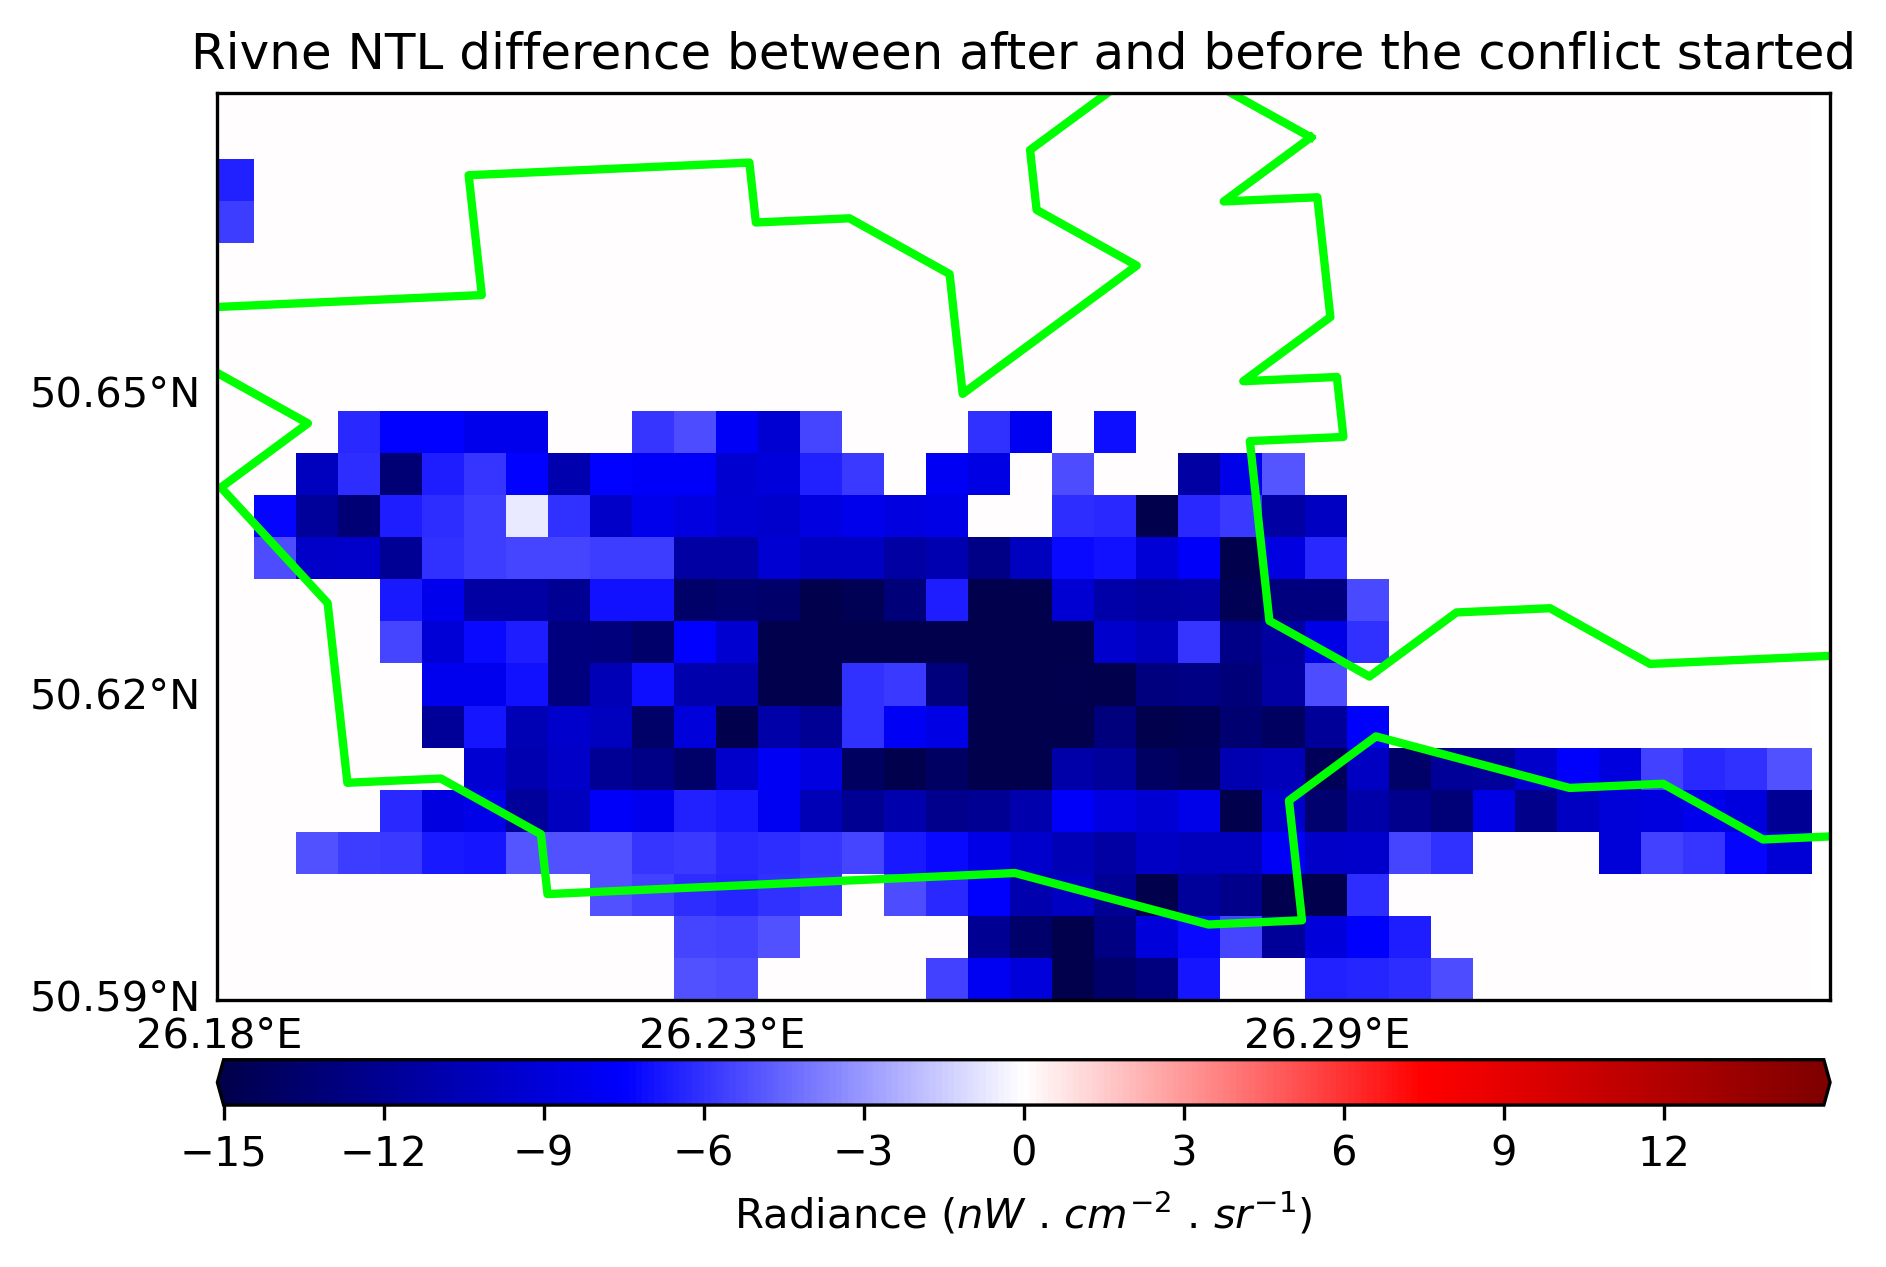 Rivne NTL difference between after and before the conflict started
50.65°N
50.62°N
50.59°N
26.18°E 26.23°E 26.29°E
−15 −12 −9 −6 −3 0 3 6 9 12
Radiance (nW . cm⁻² . sr⁻¹)